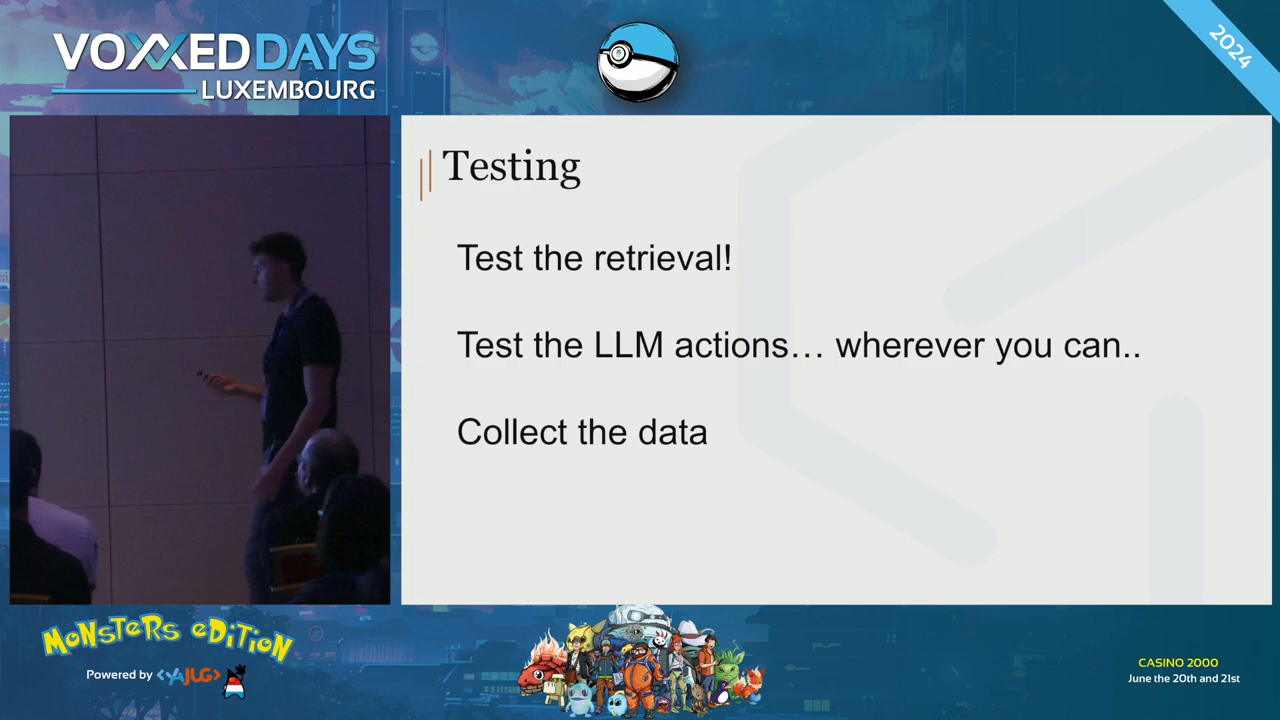 VOXXEDDAYS
LUXEMBOURG
2024
Testing
Test the retrieval!
Test the LLM actions… wherever you can..
Collect the data
MONSTERS EDITION
Powered by <YAJUG>
CASINO 2000
June the 20th and 21st